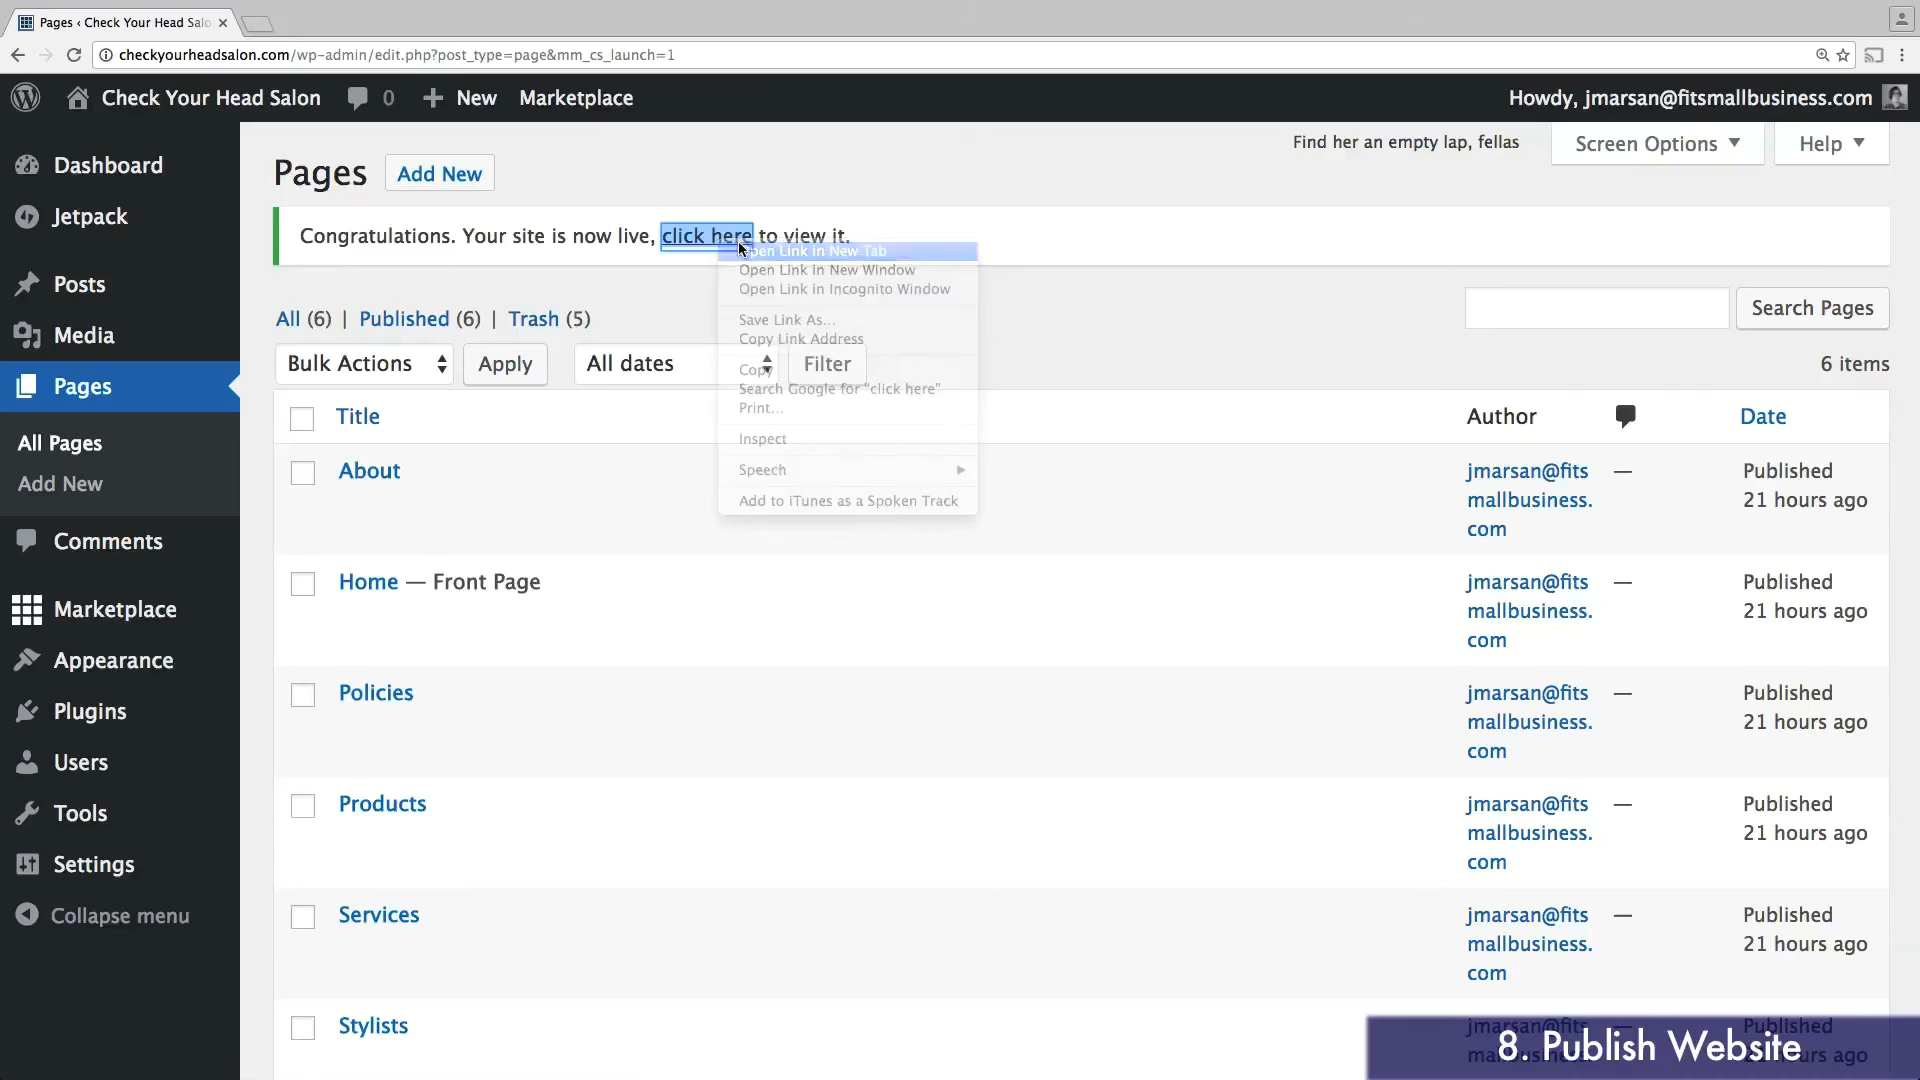 Pages ‹ Check Your Head Salo
checkyourheadsalon.com/wp-admin/edit.php?post_type=page&mm_cs_launch=1
Check Your Head Salon 0 New Marketplace Howdy, jmarsan@fitsmallbusiness.com
Find her an empty lap, fellas Screen Options Help
Pages Add New
Congratulations. Your site is now live, click here to view it.
Open Link in New Tab
Open Link in New Window
Open Link in Incognito Window
Save Link As...
Copy Link Address
Copy
Search Google for "click here"
Print...
Inspect
Speech
Add to iTunes as a Spoken Track
Dashboard
Jetpack
Posts
Media
Pages
All Pages
Add New
Comments
Marketplace
Appearance
Plugins
Users
Tools
Settings
Collapse menu
All (6) | Published (6) | Trash (5)
Search Pages
Bulk Actions Apply All dates Filter 6 items
Title Author Date
About jmarsan@fits — Published
mallbusiness. 21 hours ago
com
Home — Front Page jmarsan@fits — Published
mallbusiness. 21 hours ago
com
Policies jmarsan@fits — Published
mallbusiness. 21 hours ago
com
Products jmarsan@fits — Published
mallbusiness. 21 hours ago
com
Services jmarsan@fits — Published
mallbusiness. 21 hours ago
com
Stylists jmarsan@fits — Published
8. Publish Website